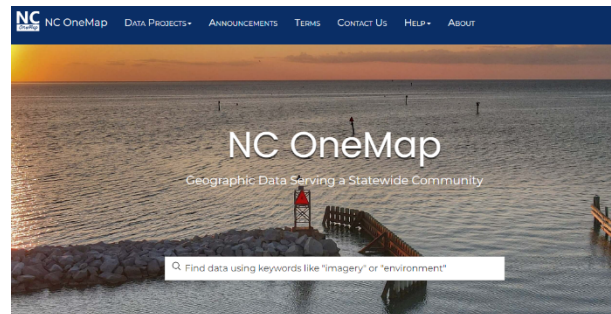 NC
OneMap
NC OneMap Data Projects Announcements Terms Contact Us Help About
NC OneMap
Geographic Data Serving a Statewide Community
Find data using keywords like "imagery" or "environment"